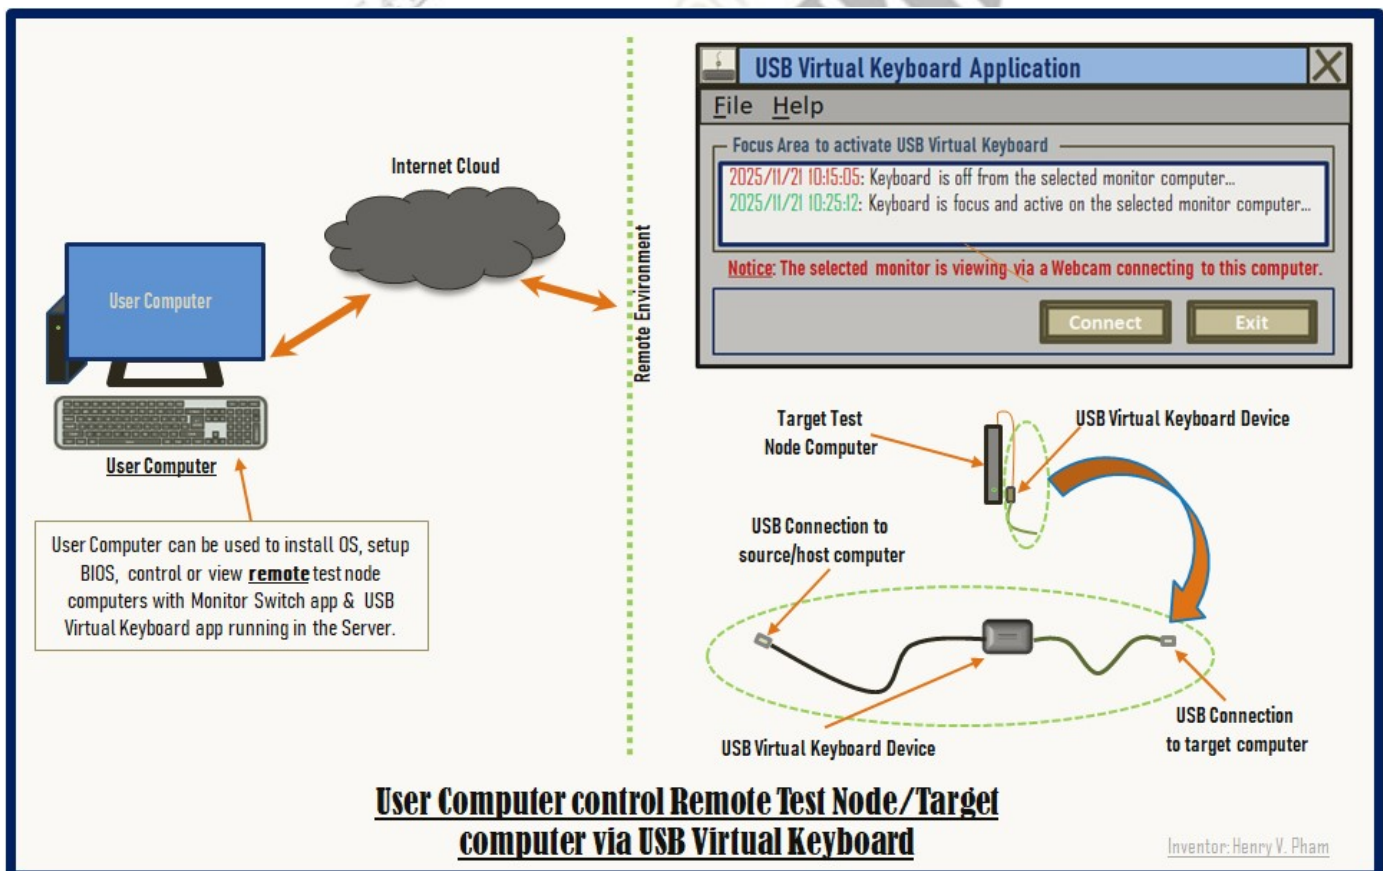 Internet Cloud
User Computer
User Computer
User Computer can be used to install OS, setup
BIOS, control or view remote test node
computers with Monitor Switch app & USB
Virtual Keyboard app running in the Server.
Remote Environment
USB Virtual Keyboard Application
File Help
Focus Area to activate USB Virtual Keyboard
2025/11/21 10:15:05: Keyboard is off from the selected monitor computer...
2025/11/21 10:25:12: Keyboard is focus and active on the selected monitor computer...
Notice: The selected monitor is viewing via a Webcam connecting to this computer.
Connect
Exit
Target Test
Node Computer
USB Virtual Keyboard Device
USB Connection to
source/host computer
USB Virtual Keyboard Device
USB Connection
to target computer
User Computer control Remote Test Node/Target
computer via USB Virtual Keyboard
Inventor: Henry V. Pham